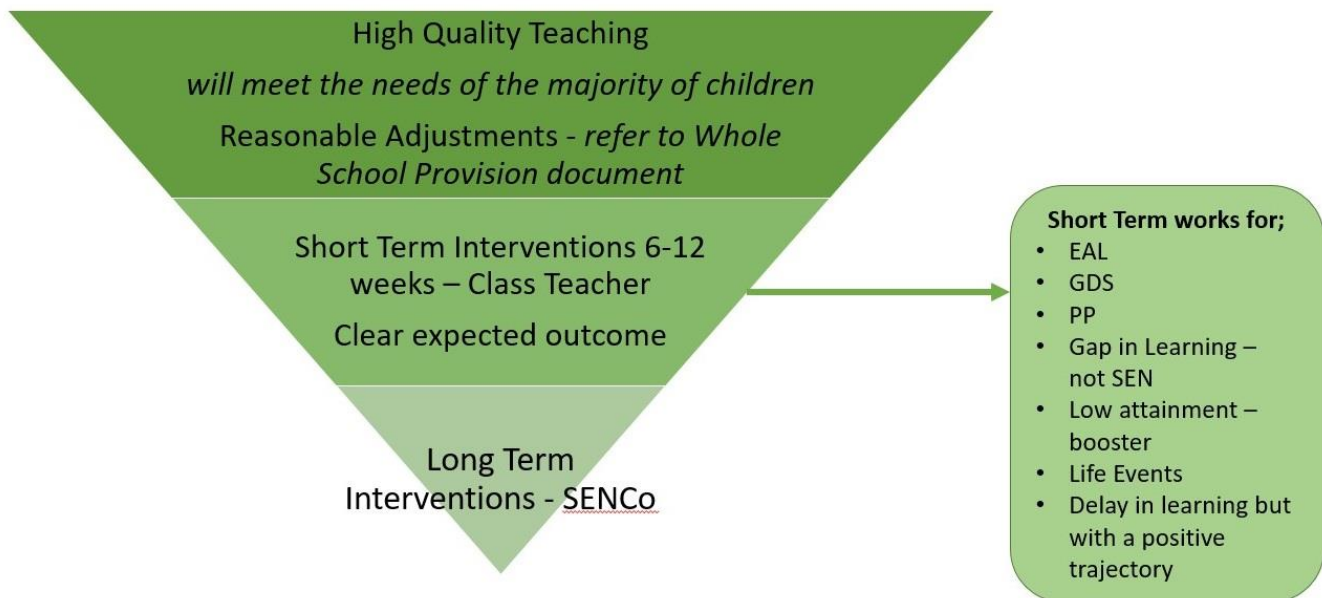 High Quality Teaching
will meet the needs of the majority of children
Reasonable Adjustments - refer to Whole
School Provision document
Short Term Interventions 6-12
weeks – Class Teacher
Clear expected outcome
Long Term
Interventions - SENCo
Short Term works for;
• EAL
• GDS
• PP
• Gap in Learning –
not SEN
• Low attainment –
booster
• Life Events
• Delay in learning but
with a positive
trajectory